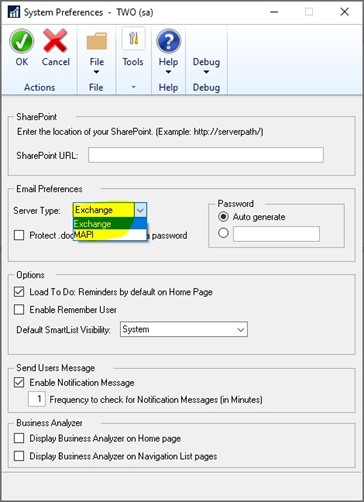 System Preferences - TWO (sa)
OK Cancel File Tools Help Debug
Actions File Help Debug
SharePoint
Enter the location of your SharePoint. (Example: http://serverpath/)
SharePoint URL:
Email Preferences
Server Type: Exchange
Exchange
MAPI
Protect .doc a password
Password
Auto generate
Options
Load To Do: Reminders by default on Home Page
Enable Remember User
Default SmartList Visibility: System
Send Users Message
Enable Notification Message
1 Frequency to check for Notification Messages (in Minutes)
Business Analyzer
Display Business Analyzer on Home page
Display Business Analyzer on Navigation List pages